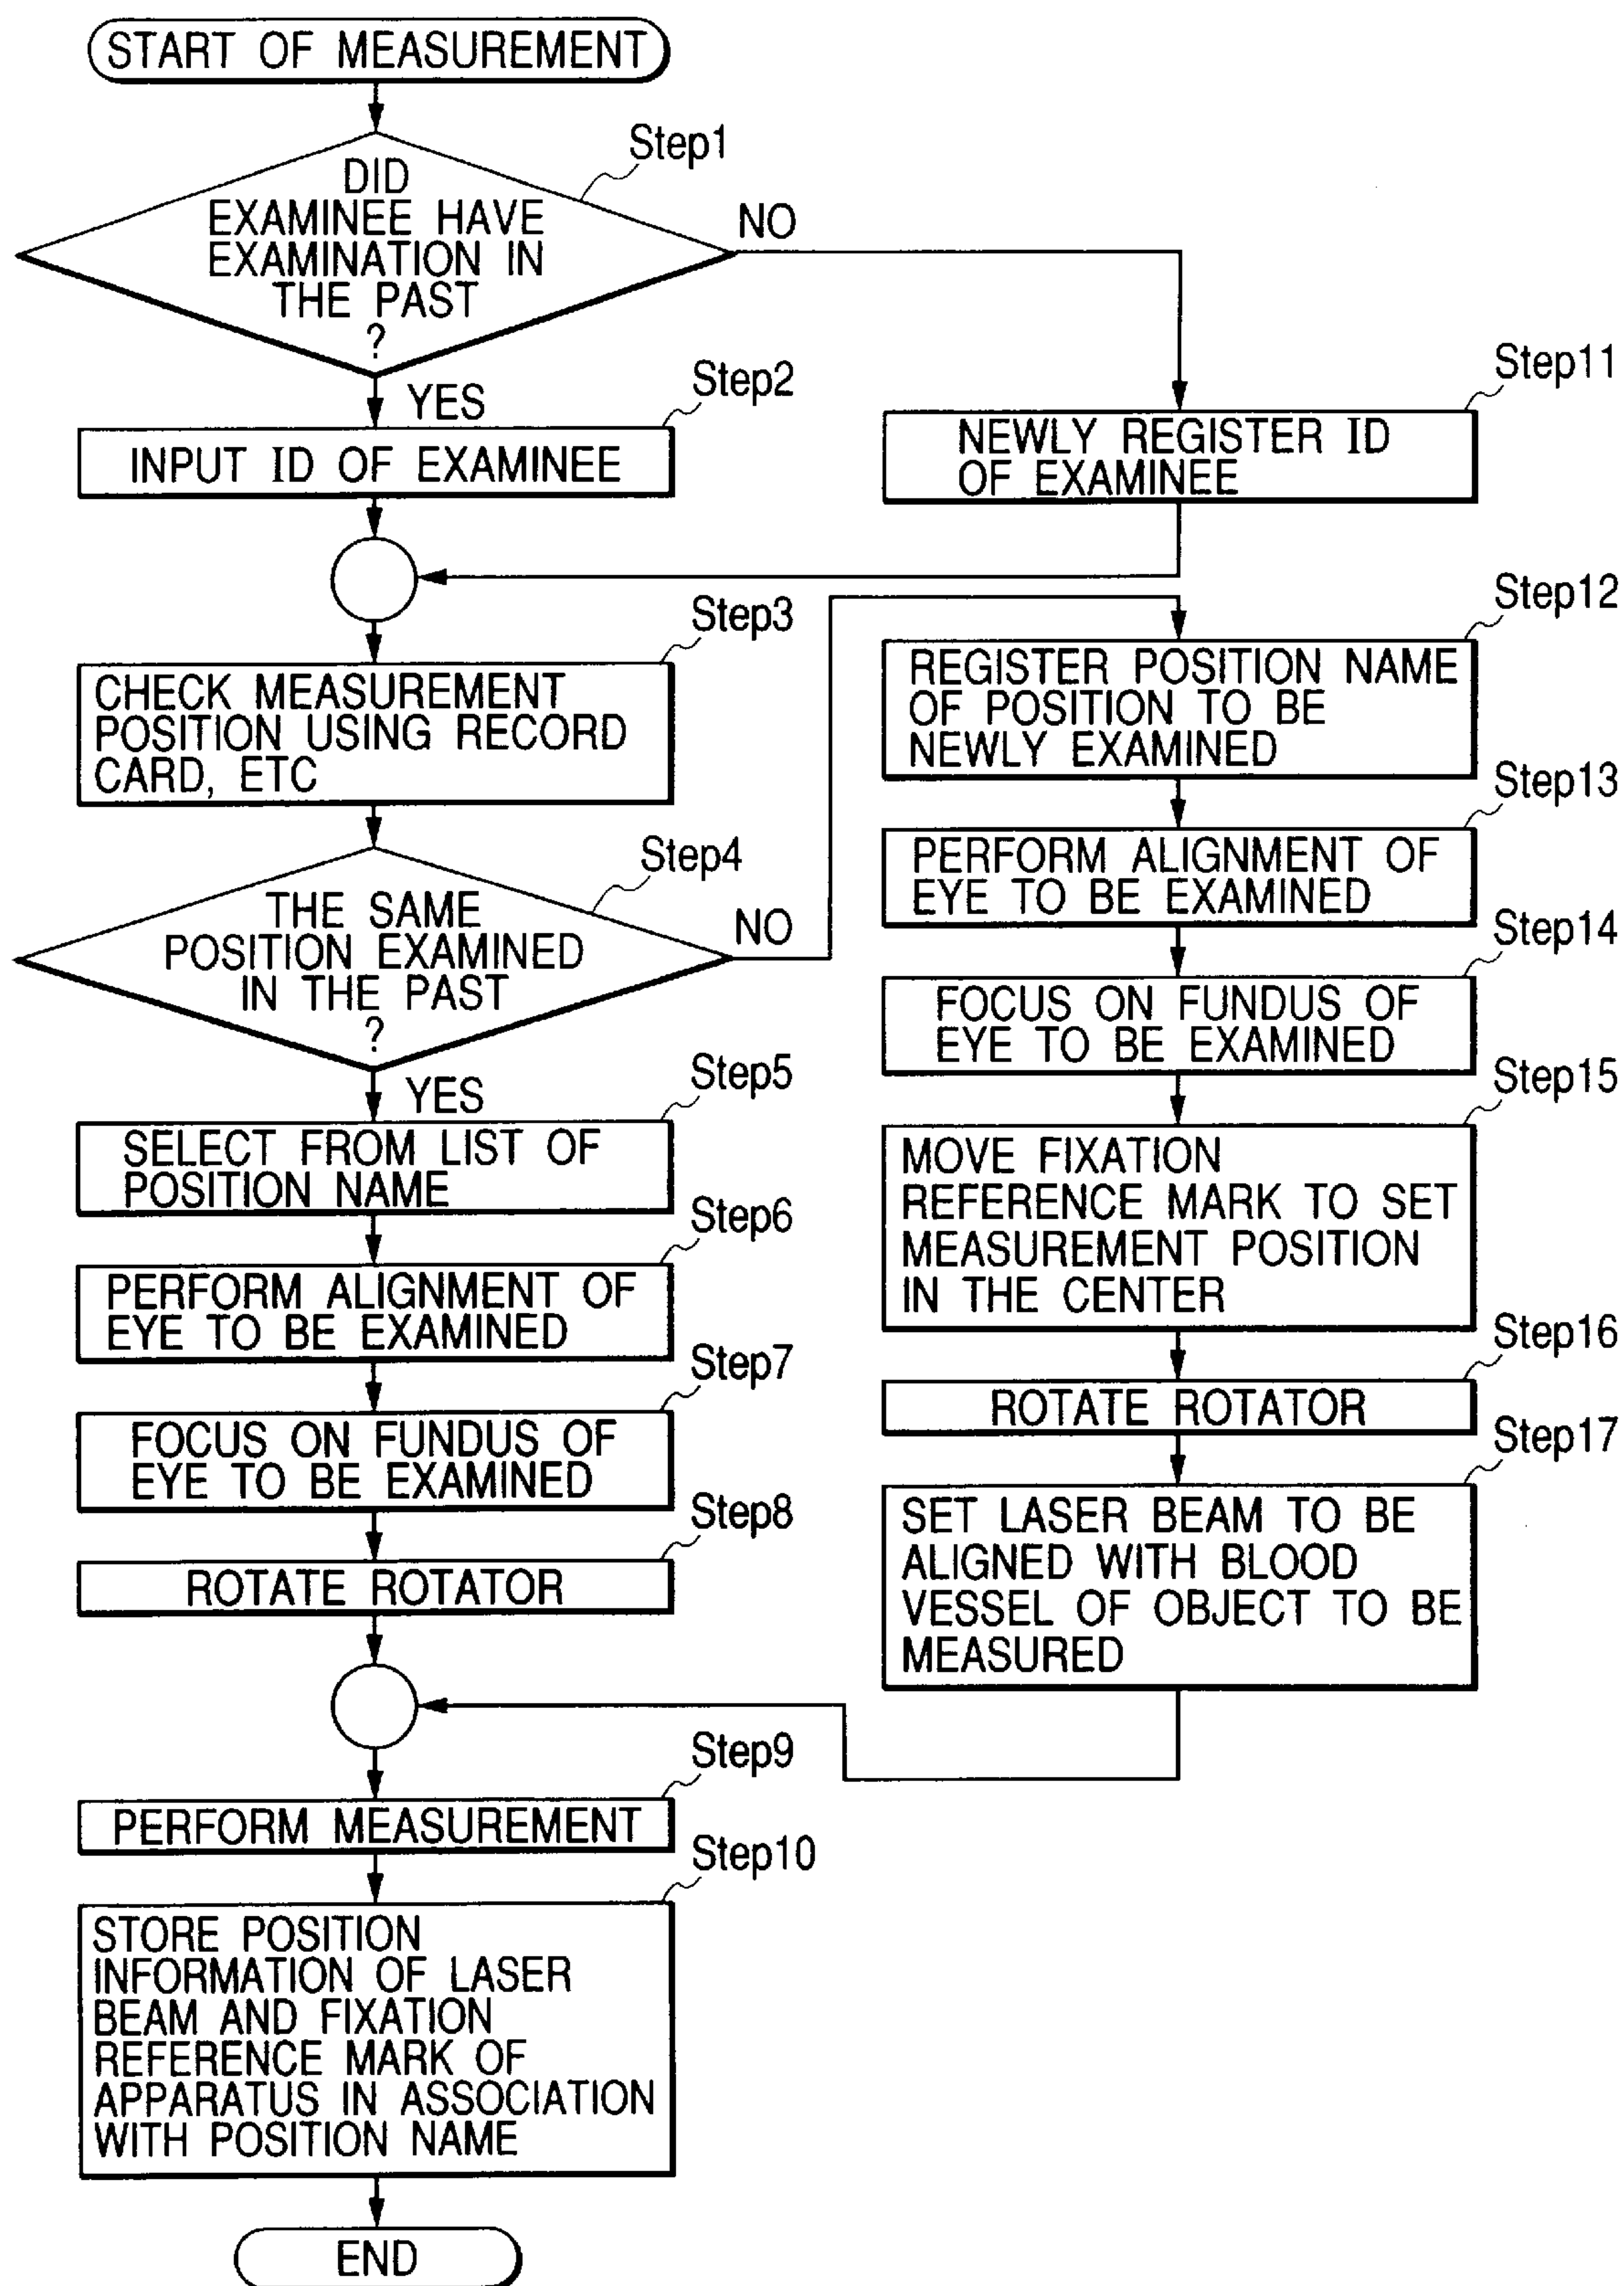 START OF MEASUREMENT
Step1
DID
EXAMINEE HAVE
EXAMINATION IN
THE PAST
?
NO
YES
Step2
INPUT ID OF EXAMINEE
Step11
NEWLY REGISTER ID
OF EXAMINEE
Step3
CHECK MEASUREMENT
POSITION USING RECORD
CARD, ETC
Step4
THE SAME
POSITION EXAMINED
IN THE PAST
?
NO
YES
Step5
SELECT FROM LIST OF
POSITION NAME
Step6
PERFORM ALIGNMENT OF
EYE TO BE EXAMINED
Step7
FOCUS ON FUNDUS OF
EYE TO BE EXAMINED
Step8
ROTATE ROTATOR
Step12
REGISTER POSITION NAME
OF POSITION TO BE
NEWLY EXAMINED
Step13
PERFORM ALIGNMENT OF
EYE TO BE EXAMINED
Step14
FOCUS ON FUNDUS OF
EYE TO BE EXAMINED
Step15
MOVE FIXATION
REFERENCE MARK TO SET
MEASUREMENT POSITION
IN THE CENTER
Step16
ROTATE ROTATOR
Step17
SET LASER BEAM TO BE
ALIGNED WITH BLOOD
VESSEL OF OBJECT TO BE
MEASURED
Step9
PERFORM MEASUREMENT
Step10
STORE POSITION
INFORMATION OF LASER
BEAM AND FIXATION
REFERENCE MARK OF
APPARATUS IN ASSOCIATION
WITH POSITION NAME
END